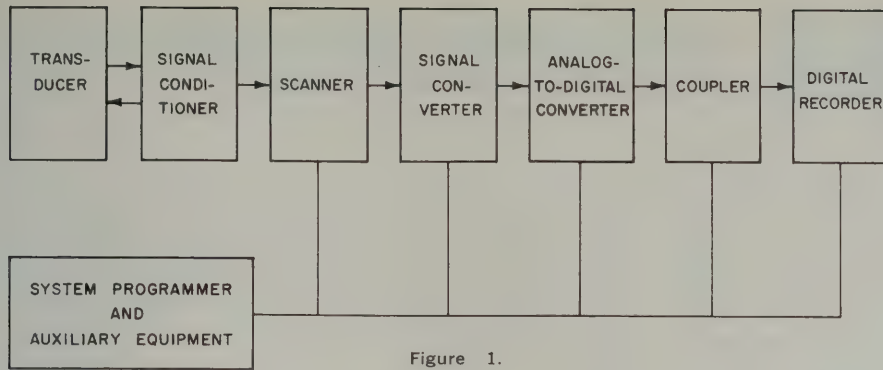 TRANS-
DUCER
SIGNAL
CONDI-
TIONER
SCANNER
SIGNAL
CON-
VERTER
ANALOG-
TO-DIGITAL
CONVERTER
COUPLER
DIGITAL
RECORDER
SYSTEM PROGRAMMER
AND
AUXILIARY EQUIPMENT
Figure 1.